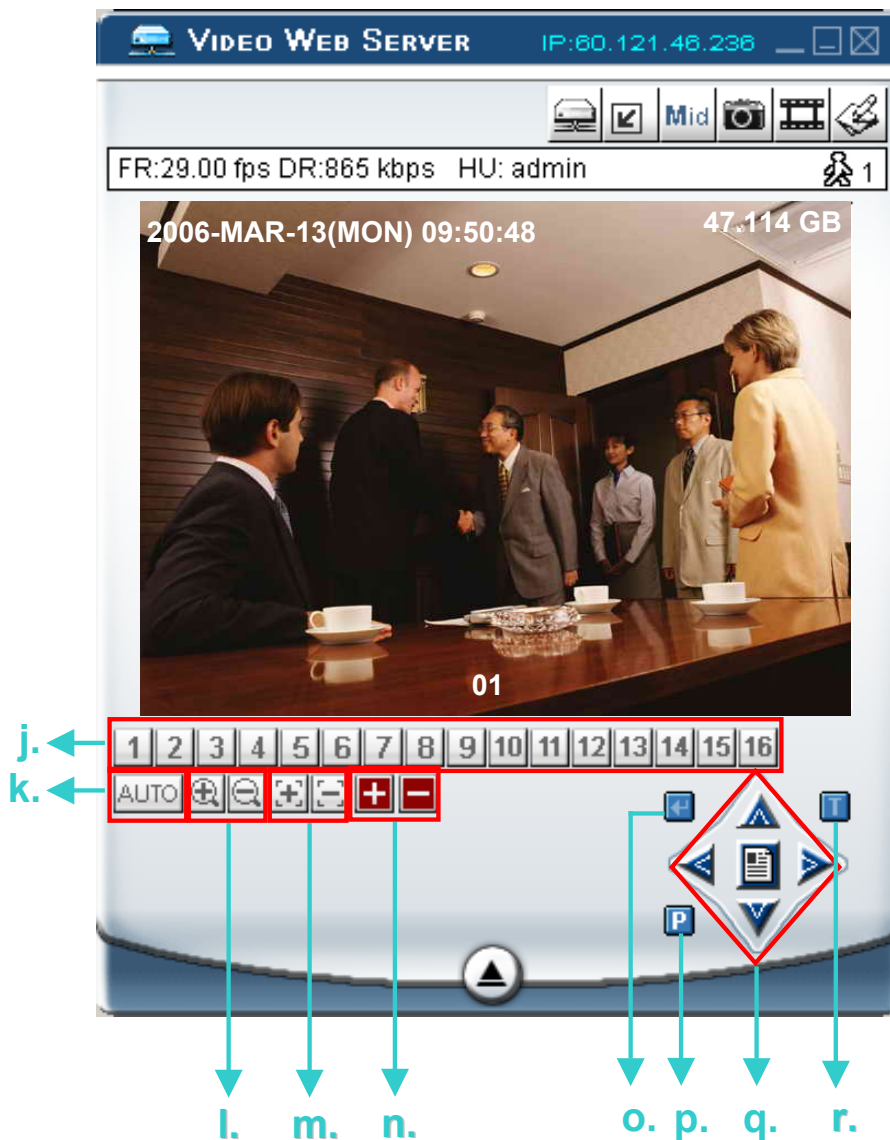 VIDEO WEB SERVER IP:60.121.46.236
Mid
FR:29.00 fps DR:865 kbps HU: admin 1
2006-MAR-13(MON) 09:50:48 47.114 GB
01
j. 1 2 3 4 5 6 7 8 9 10 11 12 13 14 15 16
k. AUTO
T
P
l. m. n. o. p. q. r.